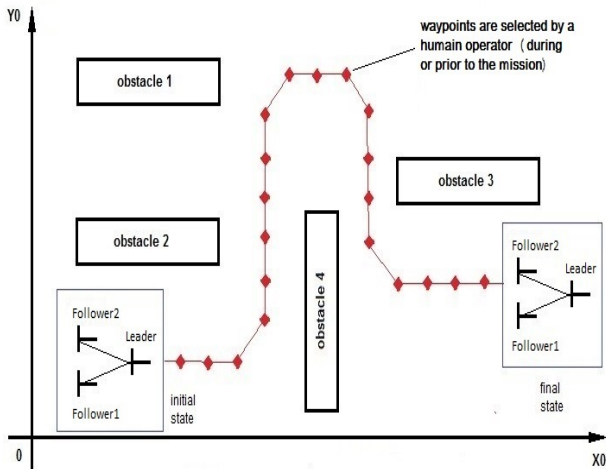 Y0
waypoints are selected by a
humain operator ( during
or prior to the mission)
obstacle 1
obstacle 3
obstacle 2
obstacle 4
Follower2
Leader
Follower1
Follower2
Leader
Follower1
initial
state
final
state
0
X0